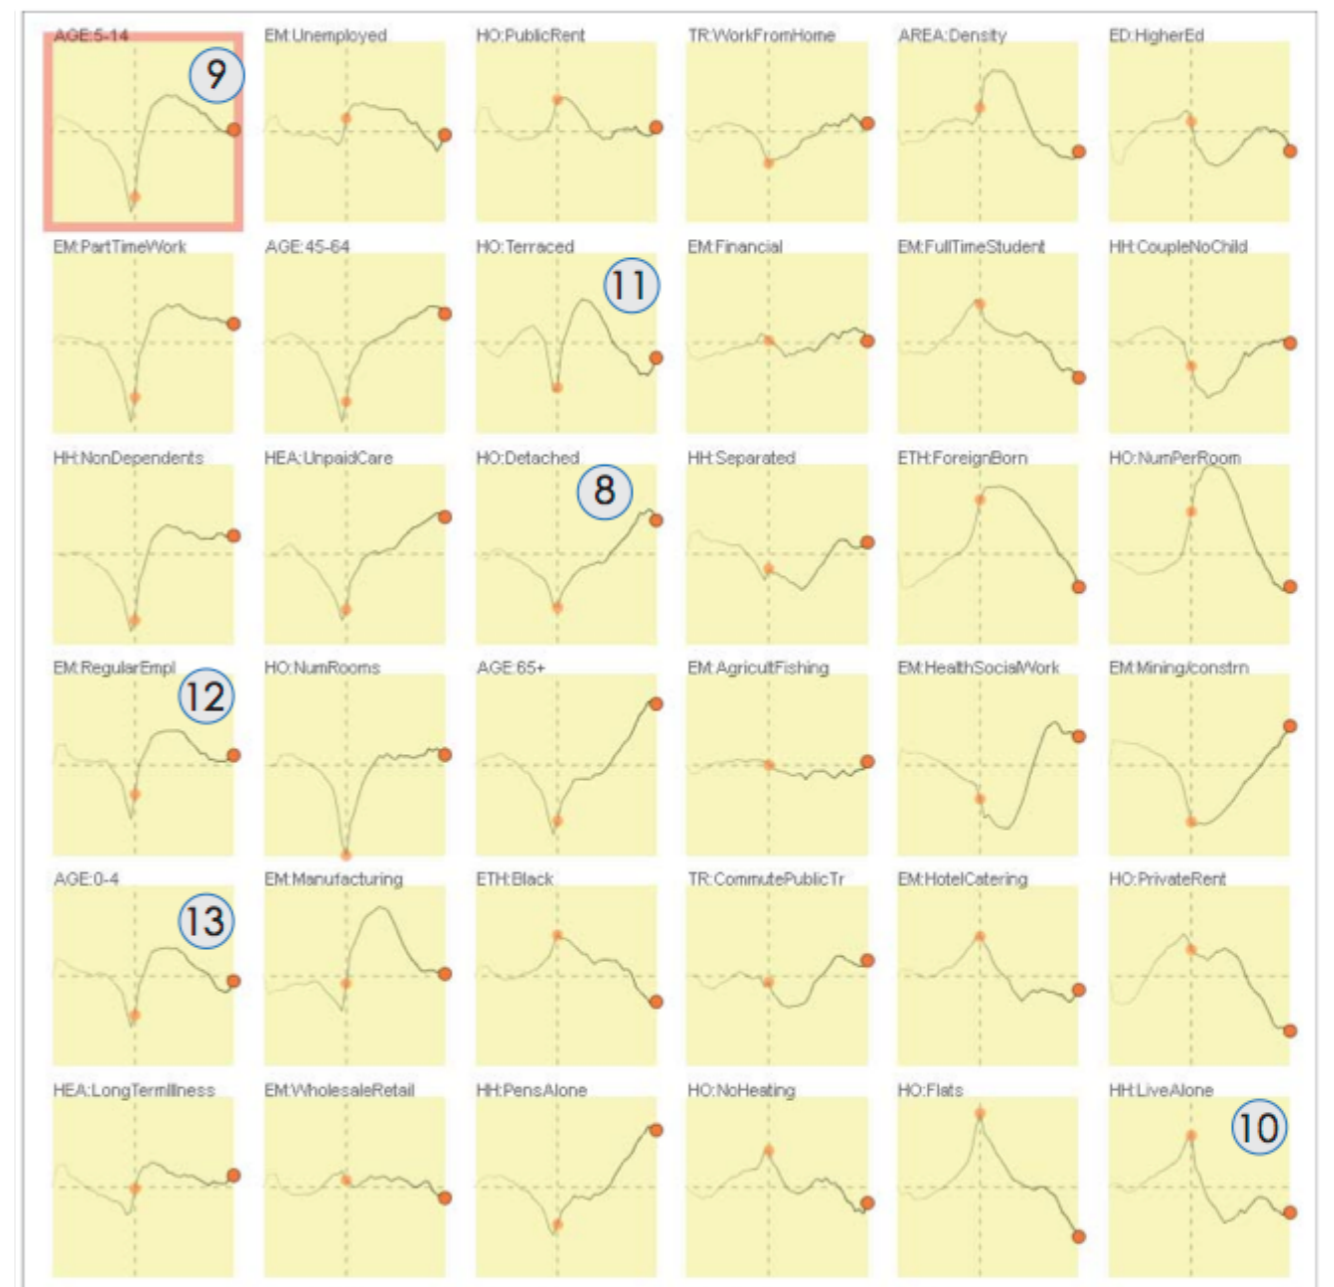 AGE:5-14 EM:Unemployed HO:PublicRent TR:WorkFromHome AREA:Density ED:HigherEd
9
EM:PartTimeWork AGE:45-64 HO:Terraced EM:Financial EM:FullTimeStudent HH:CoupleNoChild
11
HH:NonDependents HEA:UnpaidCare HO:Detached HH:Separated ETH:ForeignBorn HO:NumPerRoom
8
EM:RegularEmpl HO:NumRooms AGE:65+ EM:AgricultFishing EM:HealthSocialWork EM:Mining/constrn
12
AGE:0-4 EM:Manufacturing ETH:Black TR:CommutePublicTr EM:HotelCatering HO:PrivateRent
13
HEA:LongTermIllness EM:WholesaleRetail HH:PensAlone HO:NoHeating HO:Flats HH:LiveAlone
10